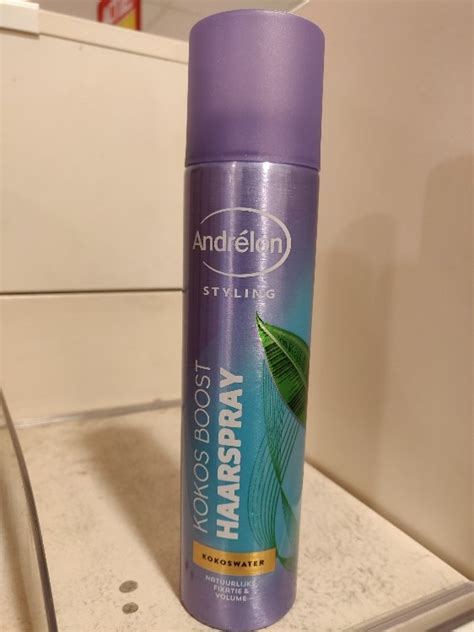 Andrélon
STYLING
KOKOS BOOST
HAARSPRAY
KOKOSWATER
NATUURLIJKE
FIXATIE &
VOLUME